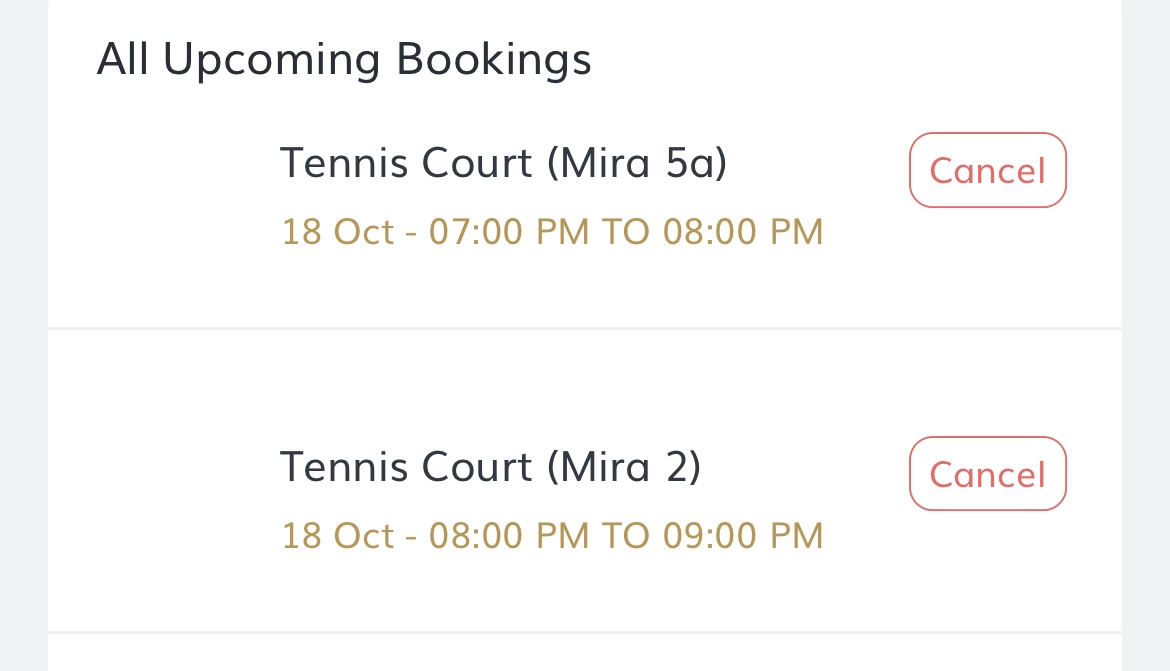 All Upcoming Bookings
Tennis Court (Mira 5a)
Cancel
18 Oct - 07:00 PM TO 08:00 PM
Tennis Court (Mira 2)
Cancel
18 Oct - 08:00 PM TO 09:00 PM